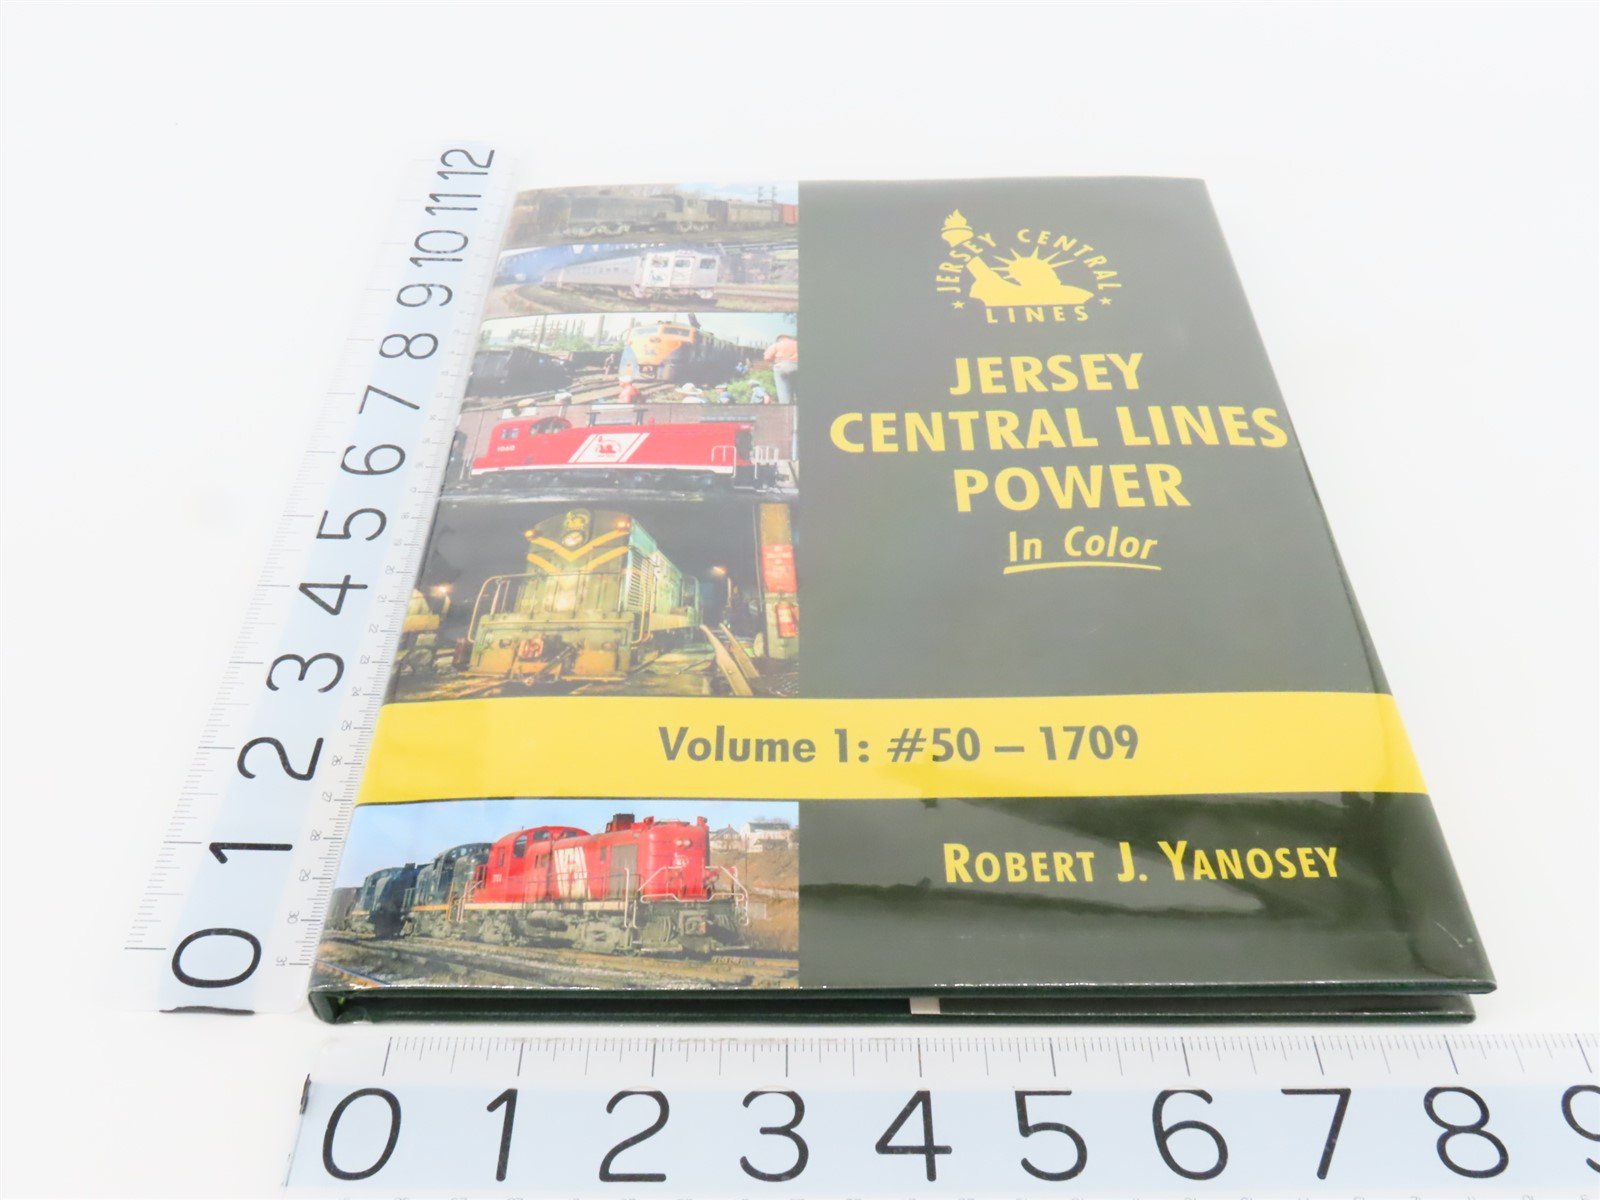 JERSEY CENTRAL
LINES
JERSEY
CENTRAL LINES
POWER
In Color
Volume 1: #50 – 1709
ROBERT J. YANOSEY
12
11
10
9
8
7
6
5
4
3
2
1
0
0 1 2 3 4 5 6 7 8 9